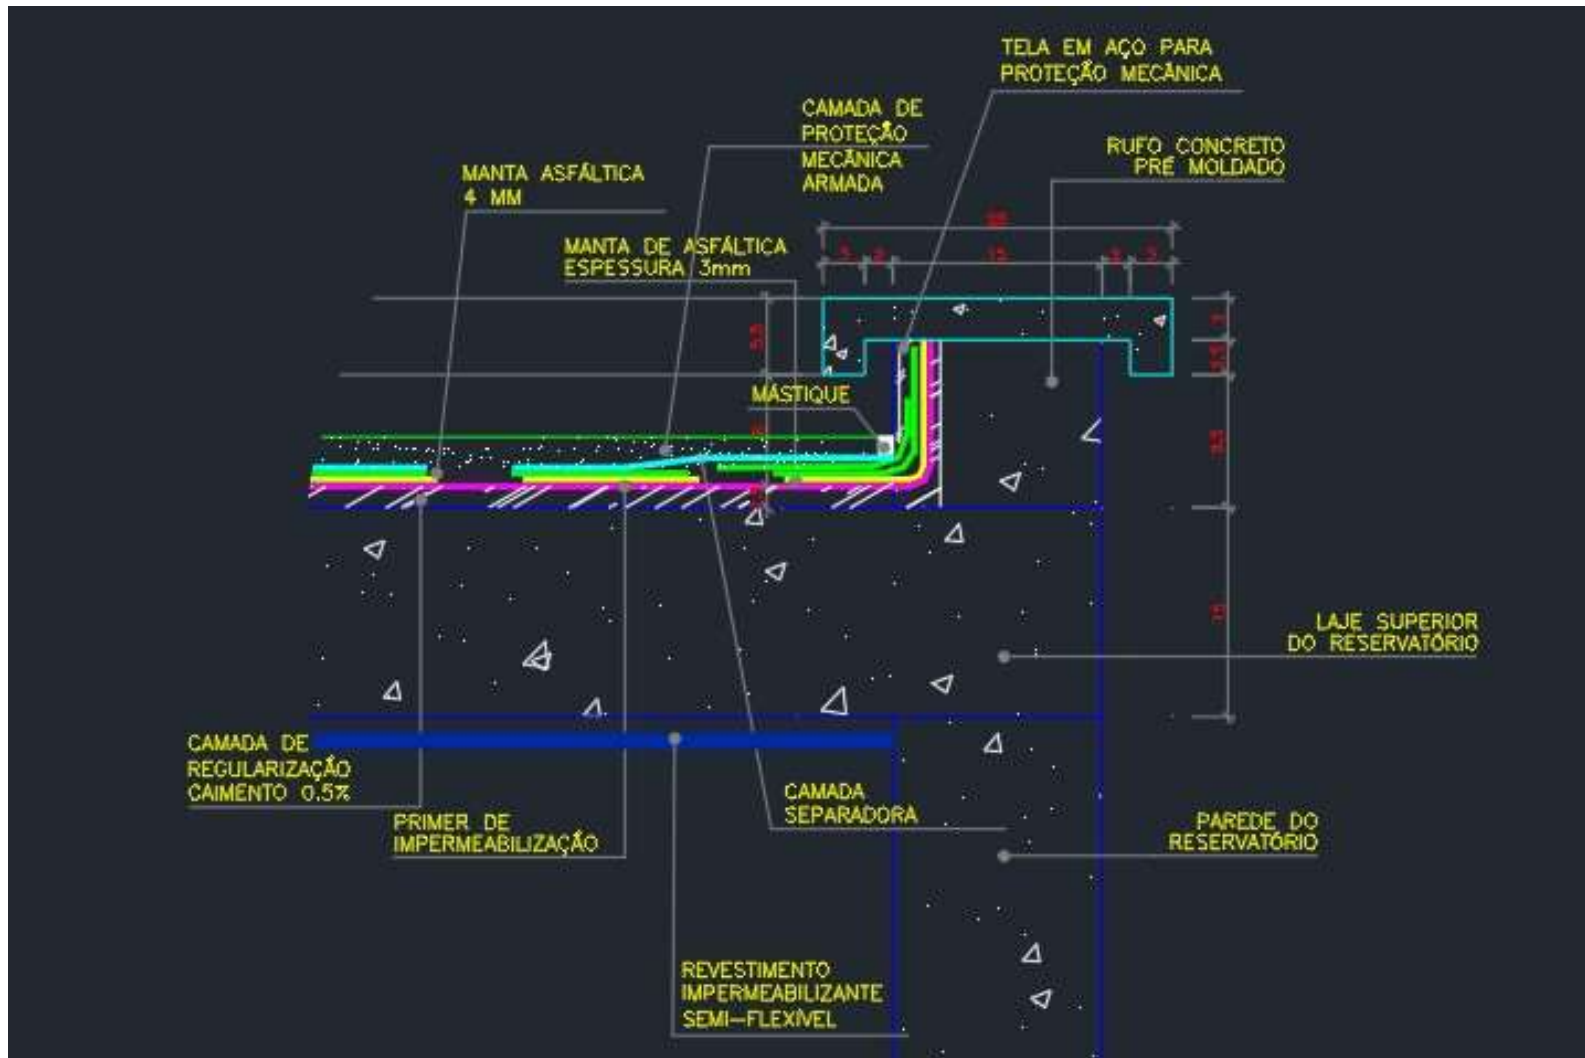 TELA EM AÇO PARA
PROTEÇÃO MECÂNICA
CAMADA DE
PROTEÇÃO
MECÂNICA
ARMADA
RUFO CONCRETO
PRÉ MOLDADO
MANTA ASFÁLTICA
4 MM
MANTA DE ASFÁLTICA
ESPESSURA 3mm
15
MÁSTIQUE
15
LAJE SUPERIOR
DO RESERVATÓRIO
CAMADA DE
REGULARIZAÇÃO
CAIMENTO 0.5%
CAMADA
SEPARADORA
PRIMER DE
IMPERMEABILIZAÇÃO
PAREDE DO
RESERVATÓRIO
REVESTIMENTO
IMPERMEABILIZANTE
SEMI-FLEXÍVEL